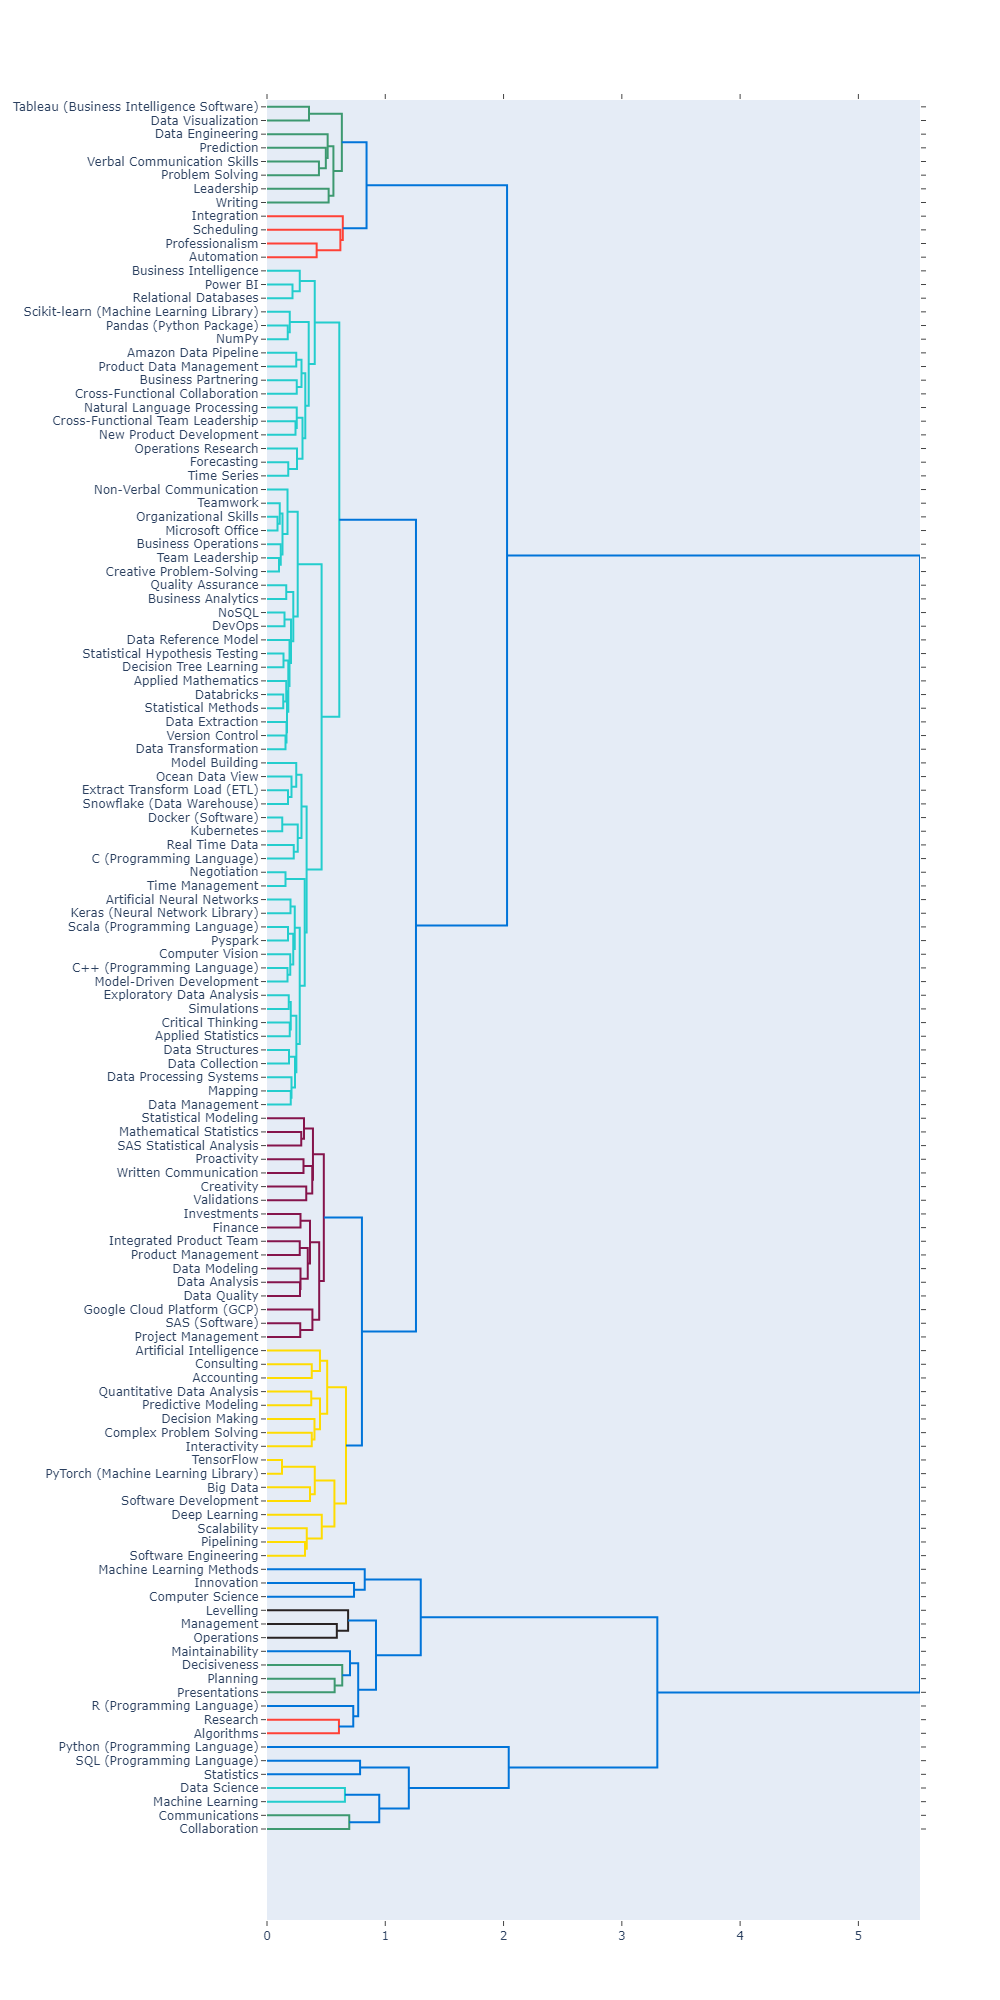 Tableau (Business Intelligence Software)
Data Visualization
Data Engineering
Prediction
Verbal Communication Skills
Problem Solving
Leadership
Writing
Integration
Scheduling
Professionalism
Automation
Business Intelligence
Power BI
Relational Databases
Scikit-learn (Machine Learning Library)
Pandas (Python Package)
NumPy
Amazon Data Pipeline
Product Data Management
Business Partnering
Cross-Functional Collaboration
Natural Language Processing
Cross-Functional Team Leadership
New Product Development
Operations Research
Forecasting
Time Series
Non-Verbal Communication
Teamwork
Organizational Skills
Microsoft Office
Business Operations
Team Leadership
Creative Problem-Solving
Quality Assurance
Business Analytics
NoSQL
DevOps
Data Reference Model
Statistical Hypothesis Testing
Decision Tree Learning
Applied Mathematics
Databricks
Statistical Methods
Data Extraction
Version Control
Data Transformation
Model Building
Ocean Data View
Extract Transform Load (ETL)
Snowflake (Data Warehouse)
Docker (Software)
Kubernetes
Real Time Data
C (Programming Language)
Negotiation
Time Management
Artificial Neural Networks
Keras (Neural Network Library)
Scala (Programming Language)
Pyspark
Computer Vision
C++ (Programming Language)
Model-Driven Development
Exploratory Data Analysis
Simulations
Critical Thinking
Applied Statistics
Data Structures
Data Collection
Data Processing Systems
Mapping
Data Management
Statistical Modeling
Mathematical Statistics
SAS Statistical Analysis
Proactivity
Written Communication
Creativity
Validations
Investments
Finance
Integrated Product Team
Product Management
Data Modeling
Data Analysis
Data Quality
Google Cloud Platform (GCP)
SAS (Software)
Project Management
Artificial Intelligence
Consulting
Accounting
Quantitative Data Analysis
Predictive Modeling
Decision Making
Complex Problem Solving
Interactivity
TensorFlow
PyTorch (Machine Learning Library)
Big Data
Software Development
Deep Learning
Scalability
Pipelining
Software Engineering
Machine Learning Methods
Innovation
Computer Science
Levelling
Management
Operations
Maintainability
Decisiveness
Planning
Presentations
R (Programming Language)
Research
Algorithms
Python (Programming Language)
SQL (Programming Language)
Statistics
Data Science
Machine Learning
Communications
Collaboration
0 1 2 3 4 5